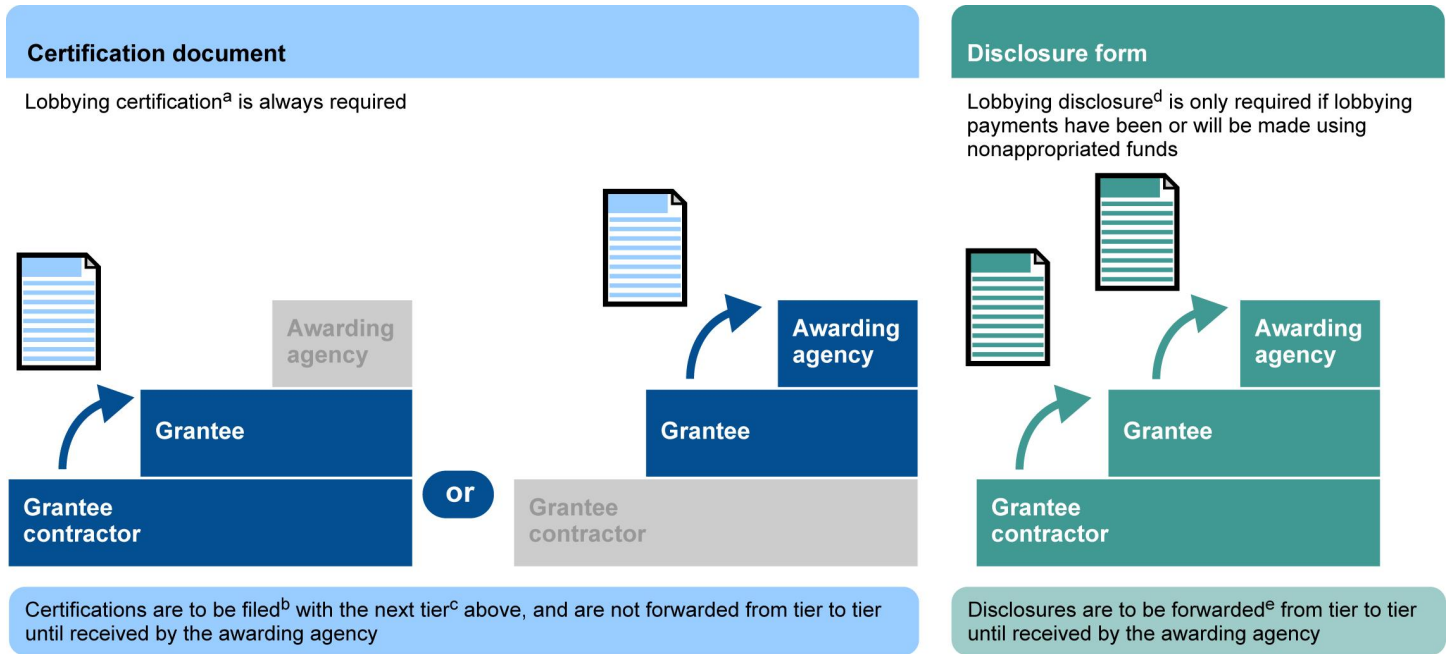 Certification document
Lobbying certificationa is always required
Awarding
agency
Grantee
Grantee
contractor
or
Awarding
agency
Grantee
Grantee
contractor
Certifications are to be filedb with the next tierc above, and are not forwarded from tier to tier
until received by the awarding agency
Disclosure form
Lobbying disclosured is only required if lobbying
payments have been or will be made using
nonappropriated funds
Awarding
agency
Grantee
Grantee
contractor
Disclosures are to be forwardede from tier to tier
until received by the awarding agency